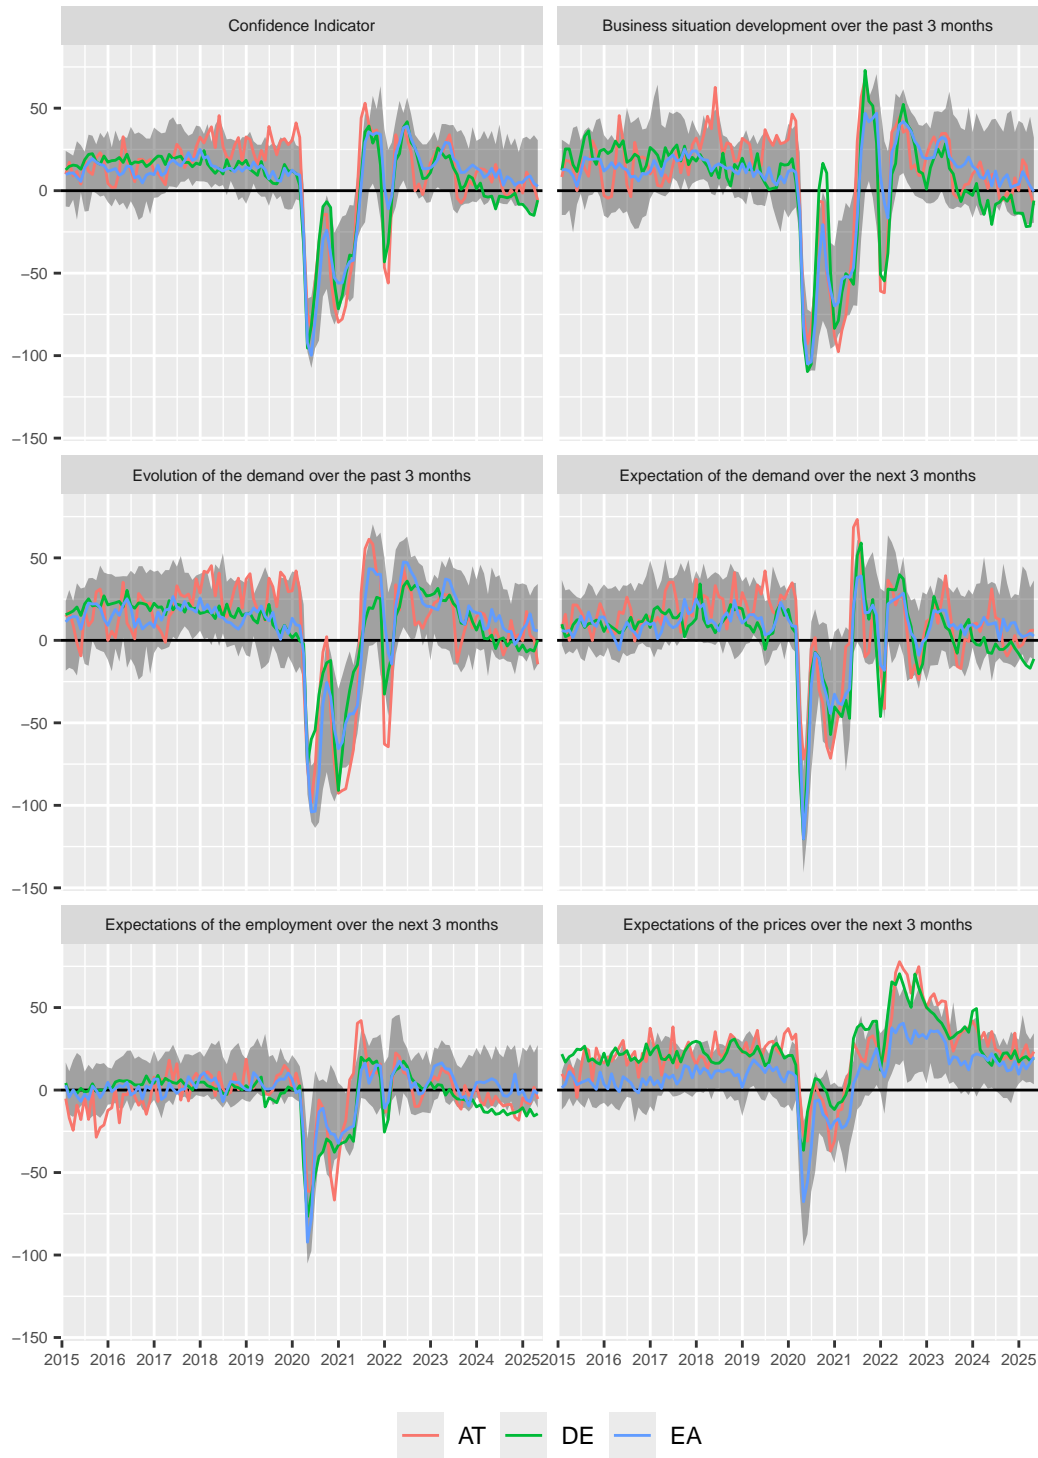 Confidence Indicator
Business situation development over the past 3 months
50
0
−50
−100
−150
Evolution of the demand over the past 3 months
Expectation of the demand over the next 3 months
50
0
−50
−100
−150
Expectations of the employment over the next 3 months
Expectations of the prices over the next 3 months
50
0
−50
−100
−150
2015 2016 2017 2018 2019 2020 2021 2022 2023 2024 2025
2015 2016 2017 2018 2019 2020 2021 2022 2023 2024 2025
AT DE EA